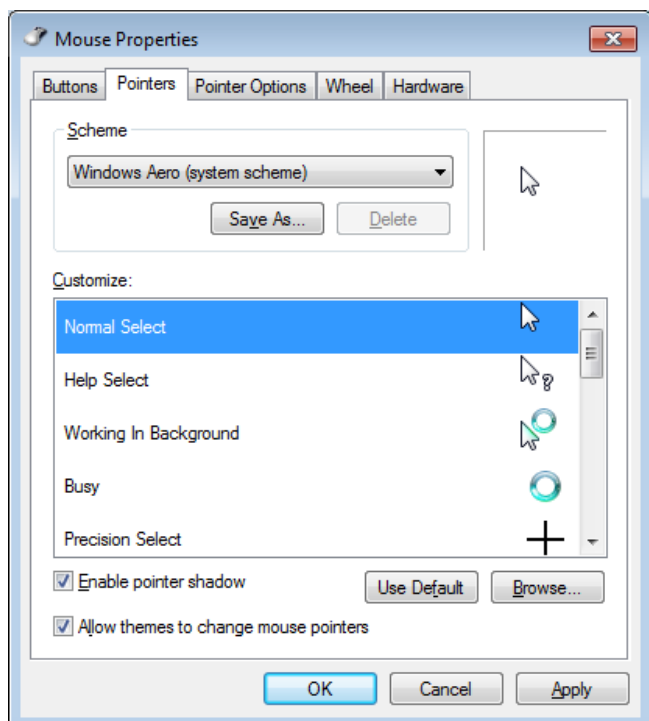 Mouse Properties
Buttons Pointers Pointer Options Wheel Hardware
Scheme
Windows Aero (system scheme)
Save As... Delete
Customize:
Normal Select
Help Select
Working In Background
Busy
Precision Select
Enable pointer shadow
Use Default Browse...
Allow themes to change mouse pointers
OK Cancel Apply